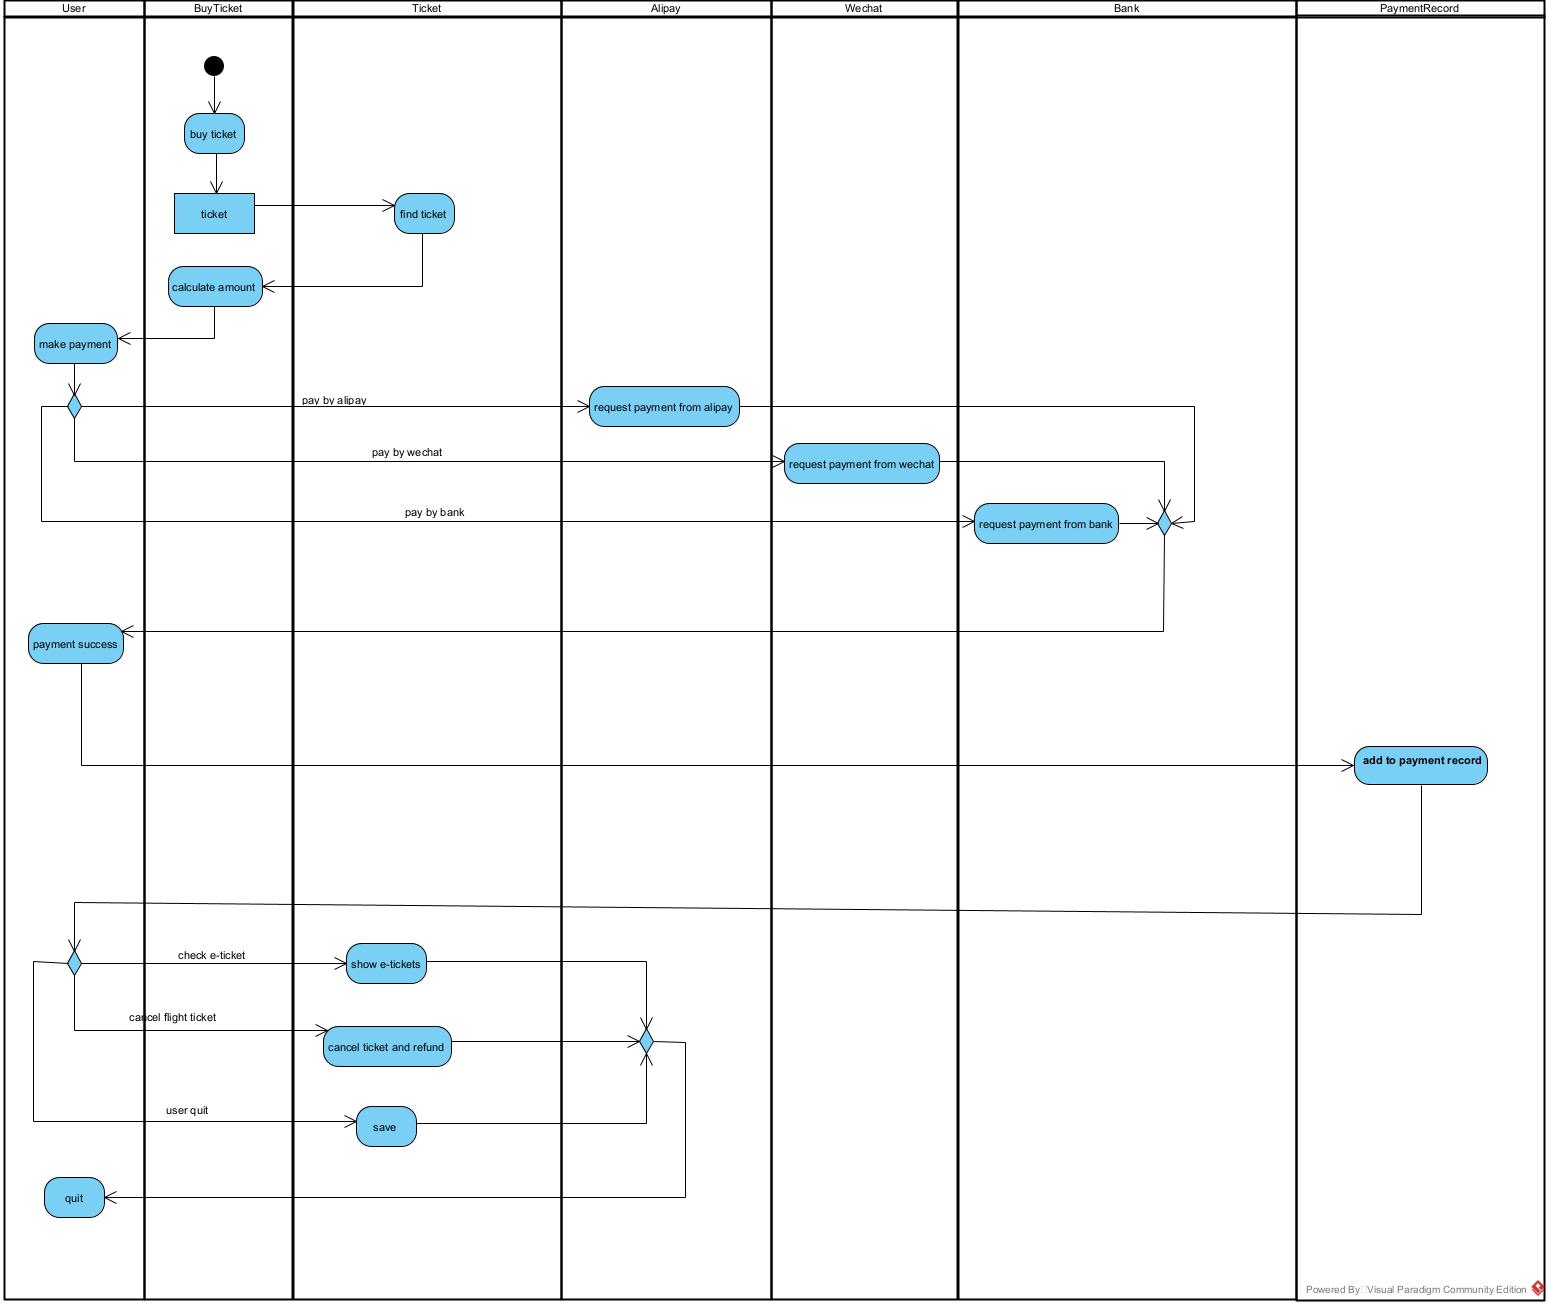 User
BuyTicket
Ticket
Alipay
Wechat
Bank
PaymentRecord
buy ticket
ticket
find ticket
calculate amount
make payment
pay by alipay
request payment from alipay
pay by wechat
request payment from wechat
pay by bank
request payment from bank
payment success
add to payment record
check e-ticket
show e-tickets
cancel flight ticket
cancel ticket and refund
user quit
save
quit
Powered By Visual Paradigm Community Edition